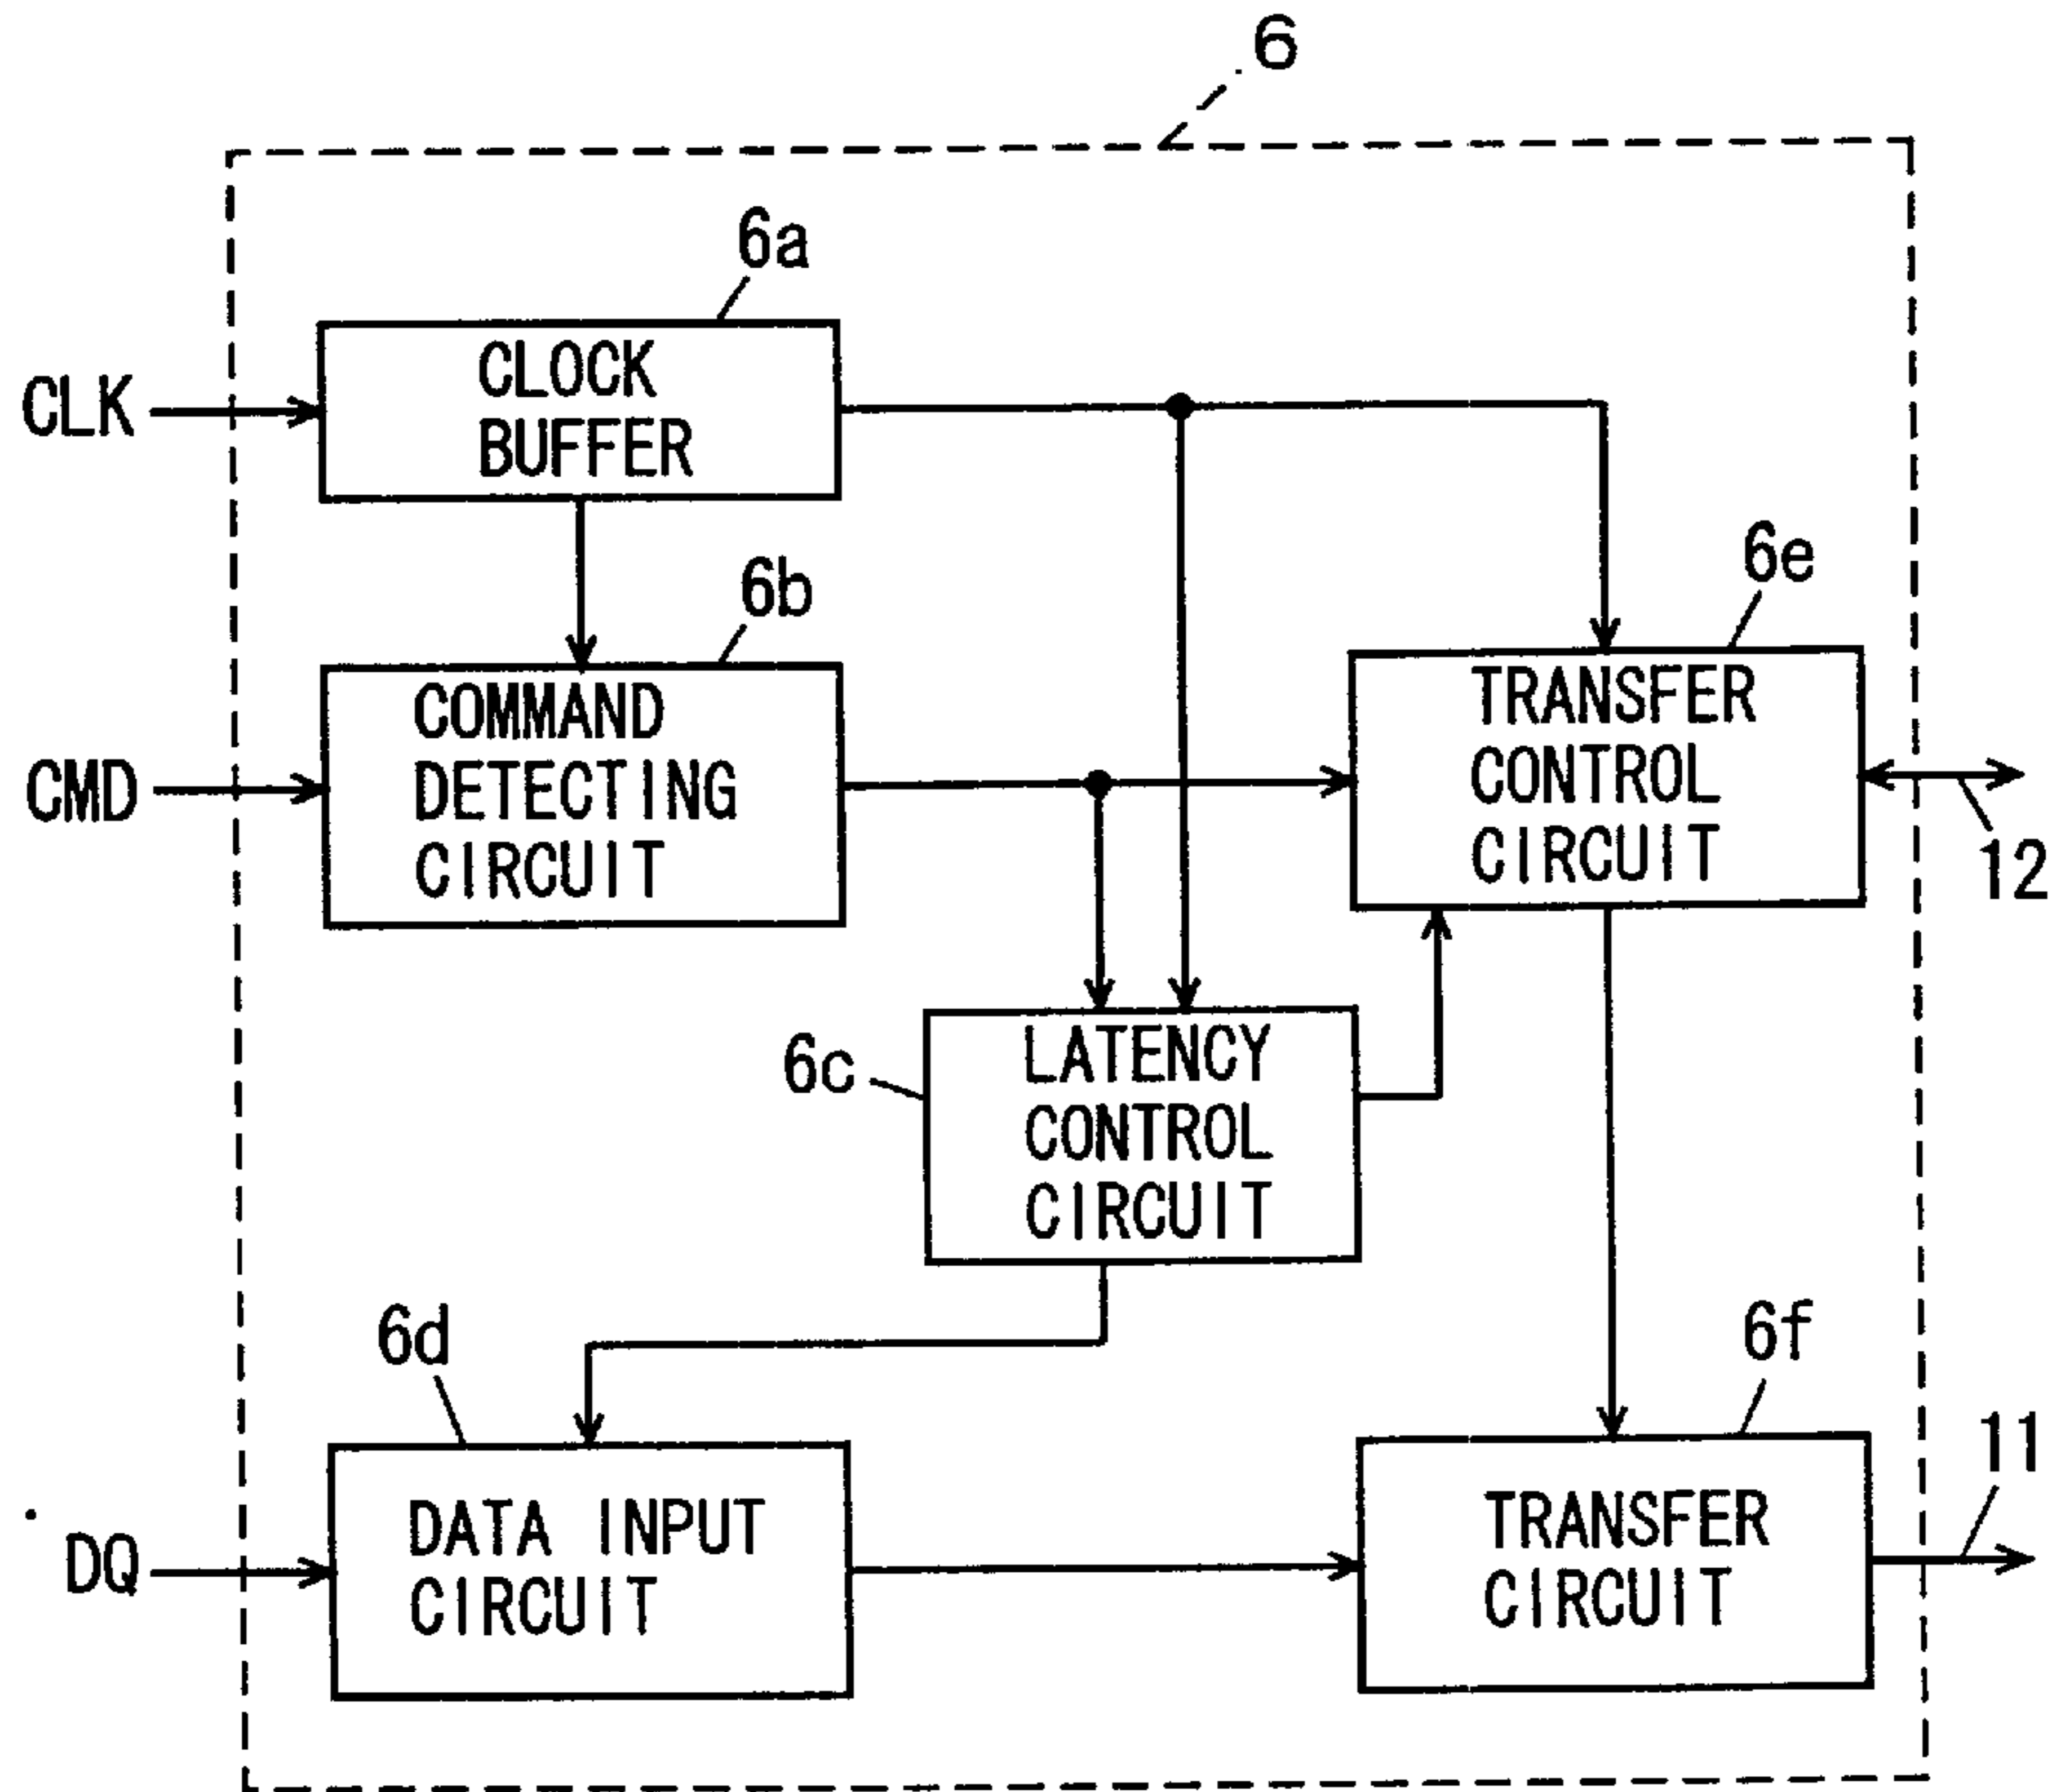 6
6a
CLOCK
BUFFER
CLK
6b
6e
COMMAND
DETECTING
CIRCUIT
CMD
TRANSFER
CONTROL
CIRCUIT
12
6c
LATENCY
CONTROL
CIRCUIT
6d
6f
11
DATA INPUT
CIRCUIT
DQ
TRANSFER
CIRCUIT